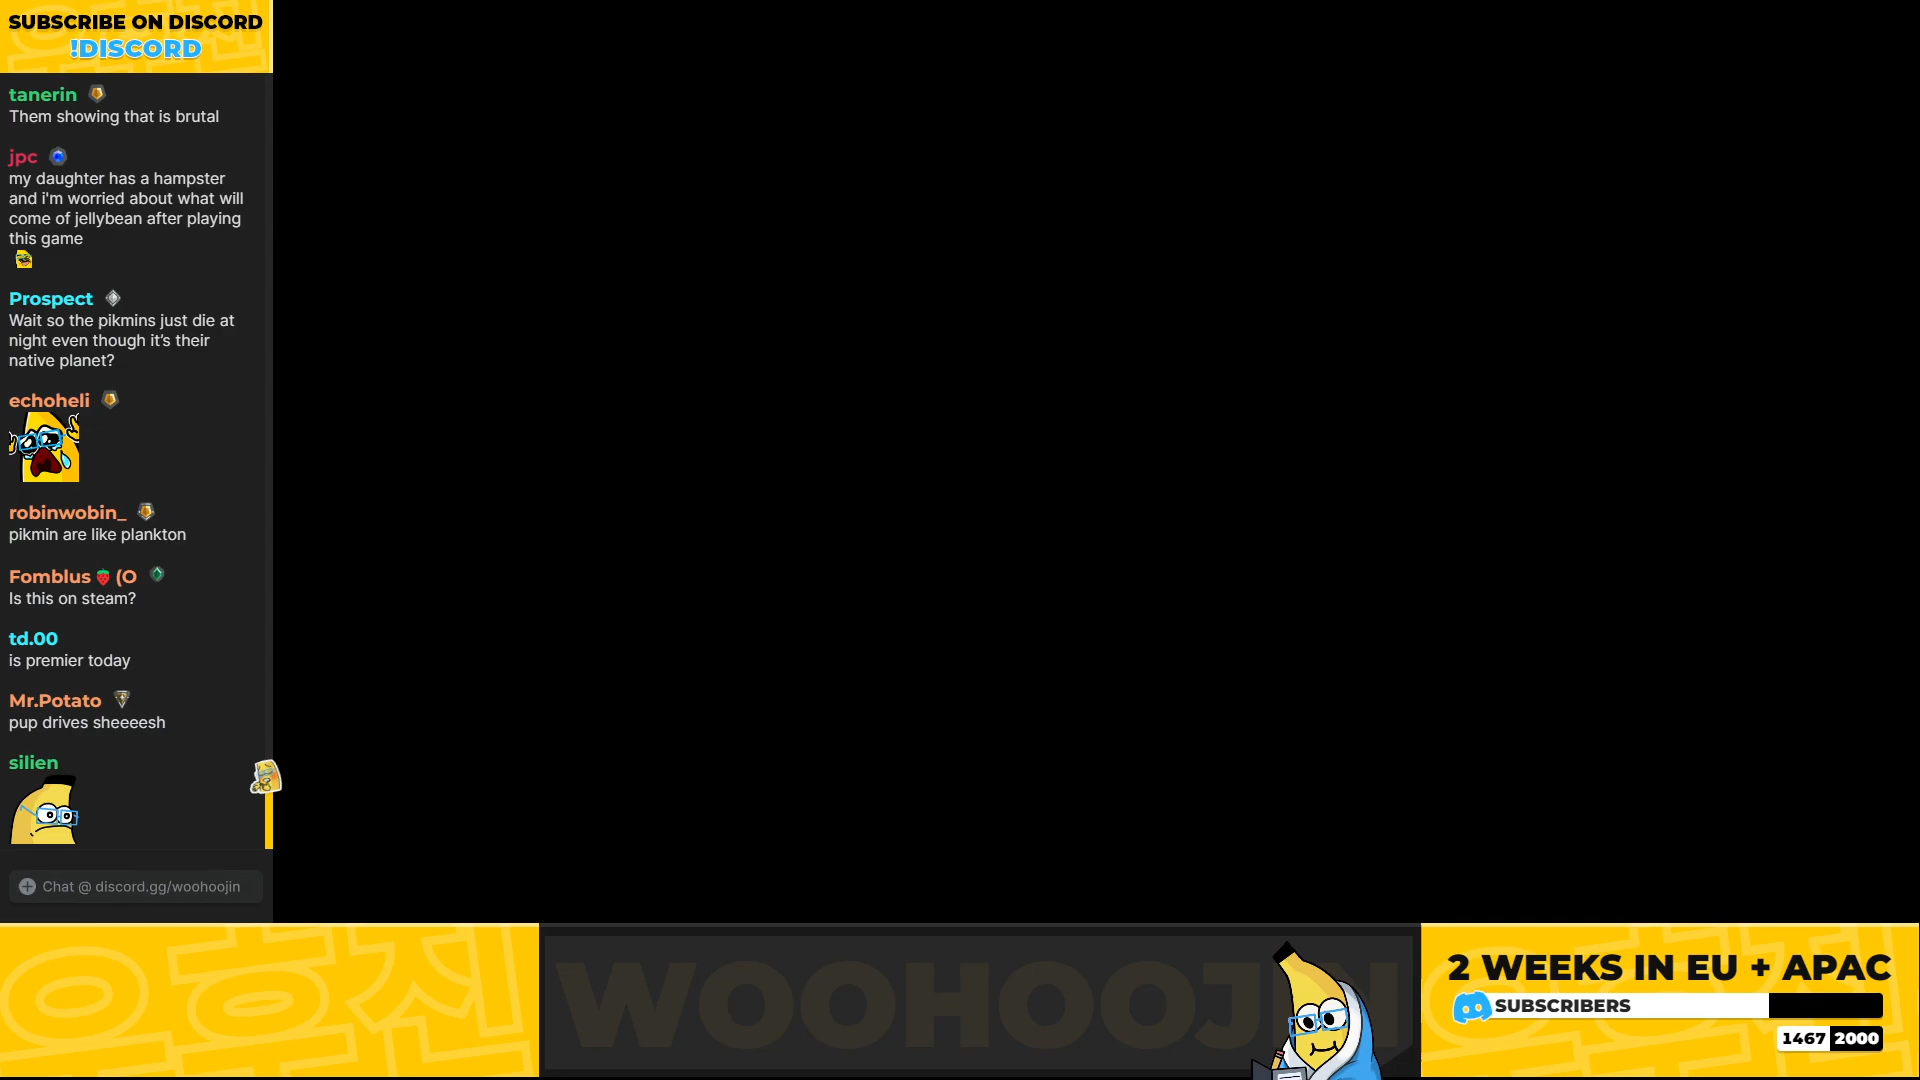 SUBSCRIBE ON DISCORD
!DISCORD
tanerin
Them showing that is brutal
jpc
my daughter has a hampster
and i'm worried about what will
come of jellybean after playing
this game
Prospect
Wait so the pikmins just die at
night even though it's their
native planet?
echoheli
robinwobin_
pikmin are like plankton
Fomblus🍓(O
Is this on steam?
td.00
is premier today
Mr.Potato
pup drives sheeeesh
silien
Chat @ discord.gg/woohoojin
우후진
WOOHOOJIN
2 WEEKS IN EU + APAC
SUBSCRIBERS
1467 2000